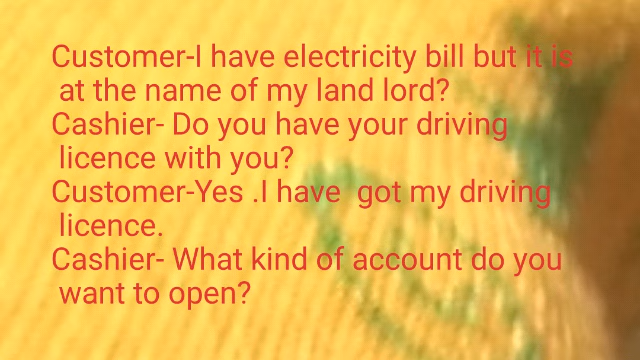 Customer-I have electricity bill but it is
at the name of my land lord?
Cashier- Do you have your driving
licence with you?
Customer-Yes .I have  got my driving
licence.
Cashier- What kind of account do you
want to open?